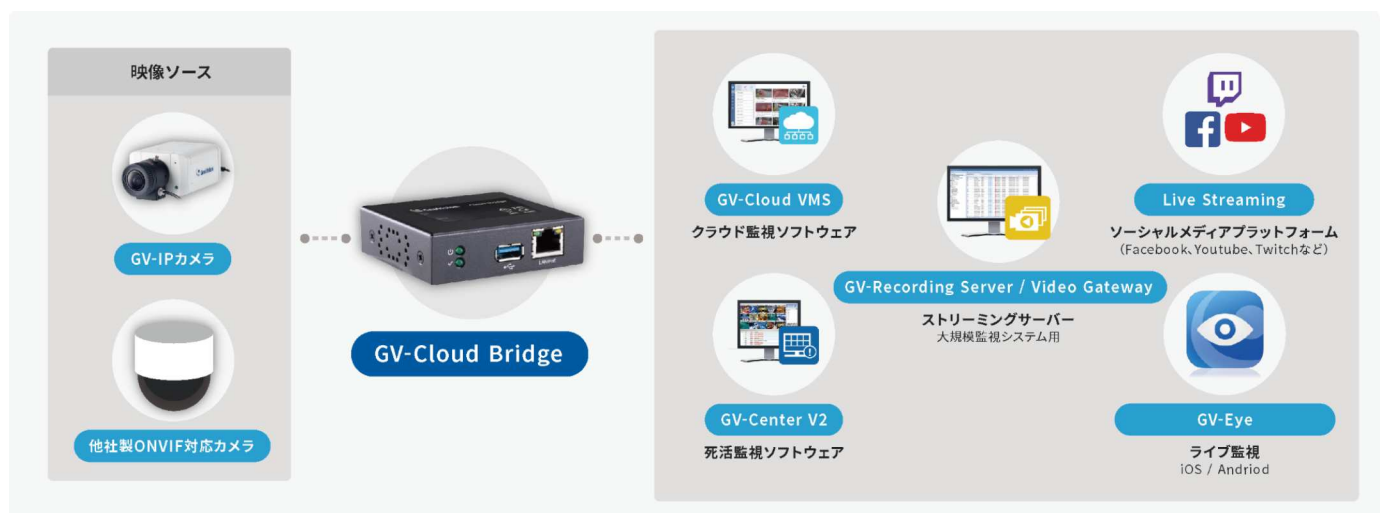 映像ソース
GV-IPカメラ
他社製ONVIF対応カメラ
GV-Cloud Bridge
GV-Cloud VMS
クラウド監視ソフトウェア
GV-Center V2
死活監視ソフトウェア
GV-Recording Server / Video Gateway
ストリーミングサーバー
大規模監視システム用
Live Streaming
ソーシャルメディアプラットフォーム
(Facebook、Youtube、Twitchなど)
GV-Eye
ライブ監視
iOS / Andriod